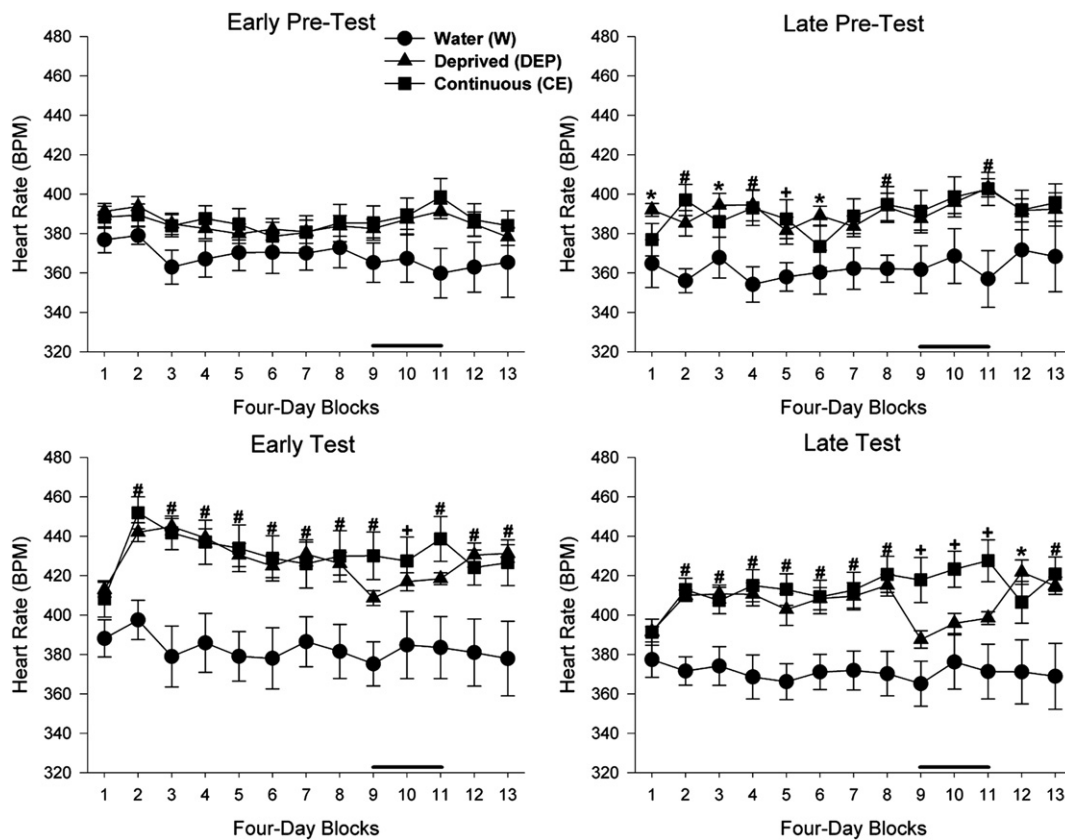 Early Pre-Test
480
460
440
420
400
380
360
340
320
Heart Rate (BPM)
Water (W)
Deprived (DEP)
Continuous (CE)
1 2 3 4 5 6 7 8 9 10 11 12 13
Four-Day Blocks
Late Pre-Test
480
460
440
420
400
380
360
340
320
Heart Rate (BPM)
* # * # + * # #
1 2 3 4 5 6 7 8 9 10 11 12 13
Four-Day Blocks
Early Test
480
460
440
420
400
380
360
340
320
Heart Rate (BPM)
# # # # # # # # + # # #
1 2 3 4 5 6 7 8 9 10 11 12 13
Four-Day Blocks
Late Test
480
460
440
420
400
380
360
340
320
Heart Rate (BPM)
# # # # # # # + + + * #
1 2 3 4 5 6 7 8 9 10 11 12 13
Four-Day Blocks